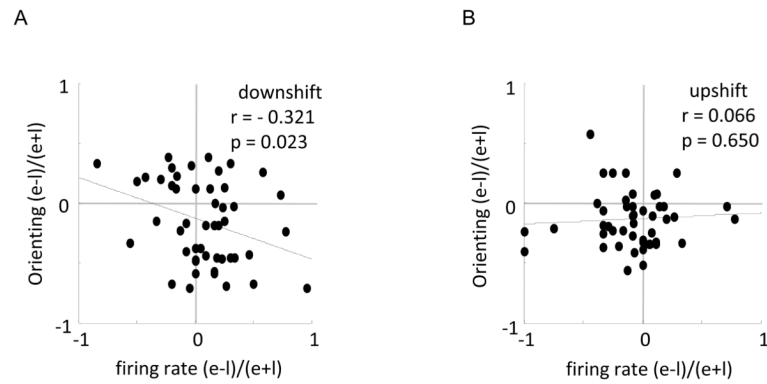 A
downshift
r = - 0.321
p = 0.023
1
0
-1
-1
0
1
Orienting (e-l)/(e+l)
firing rate (e-l)/(e+l)
B
upshift
r = 0.066
p = 0.650
1
0
-1
-1
0
1
Orienting (e-l)/(e+l)
firing rate (e-l)/(e+l)